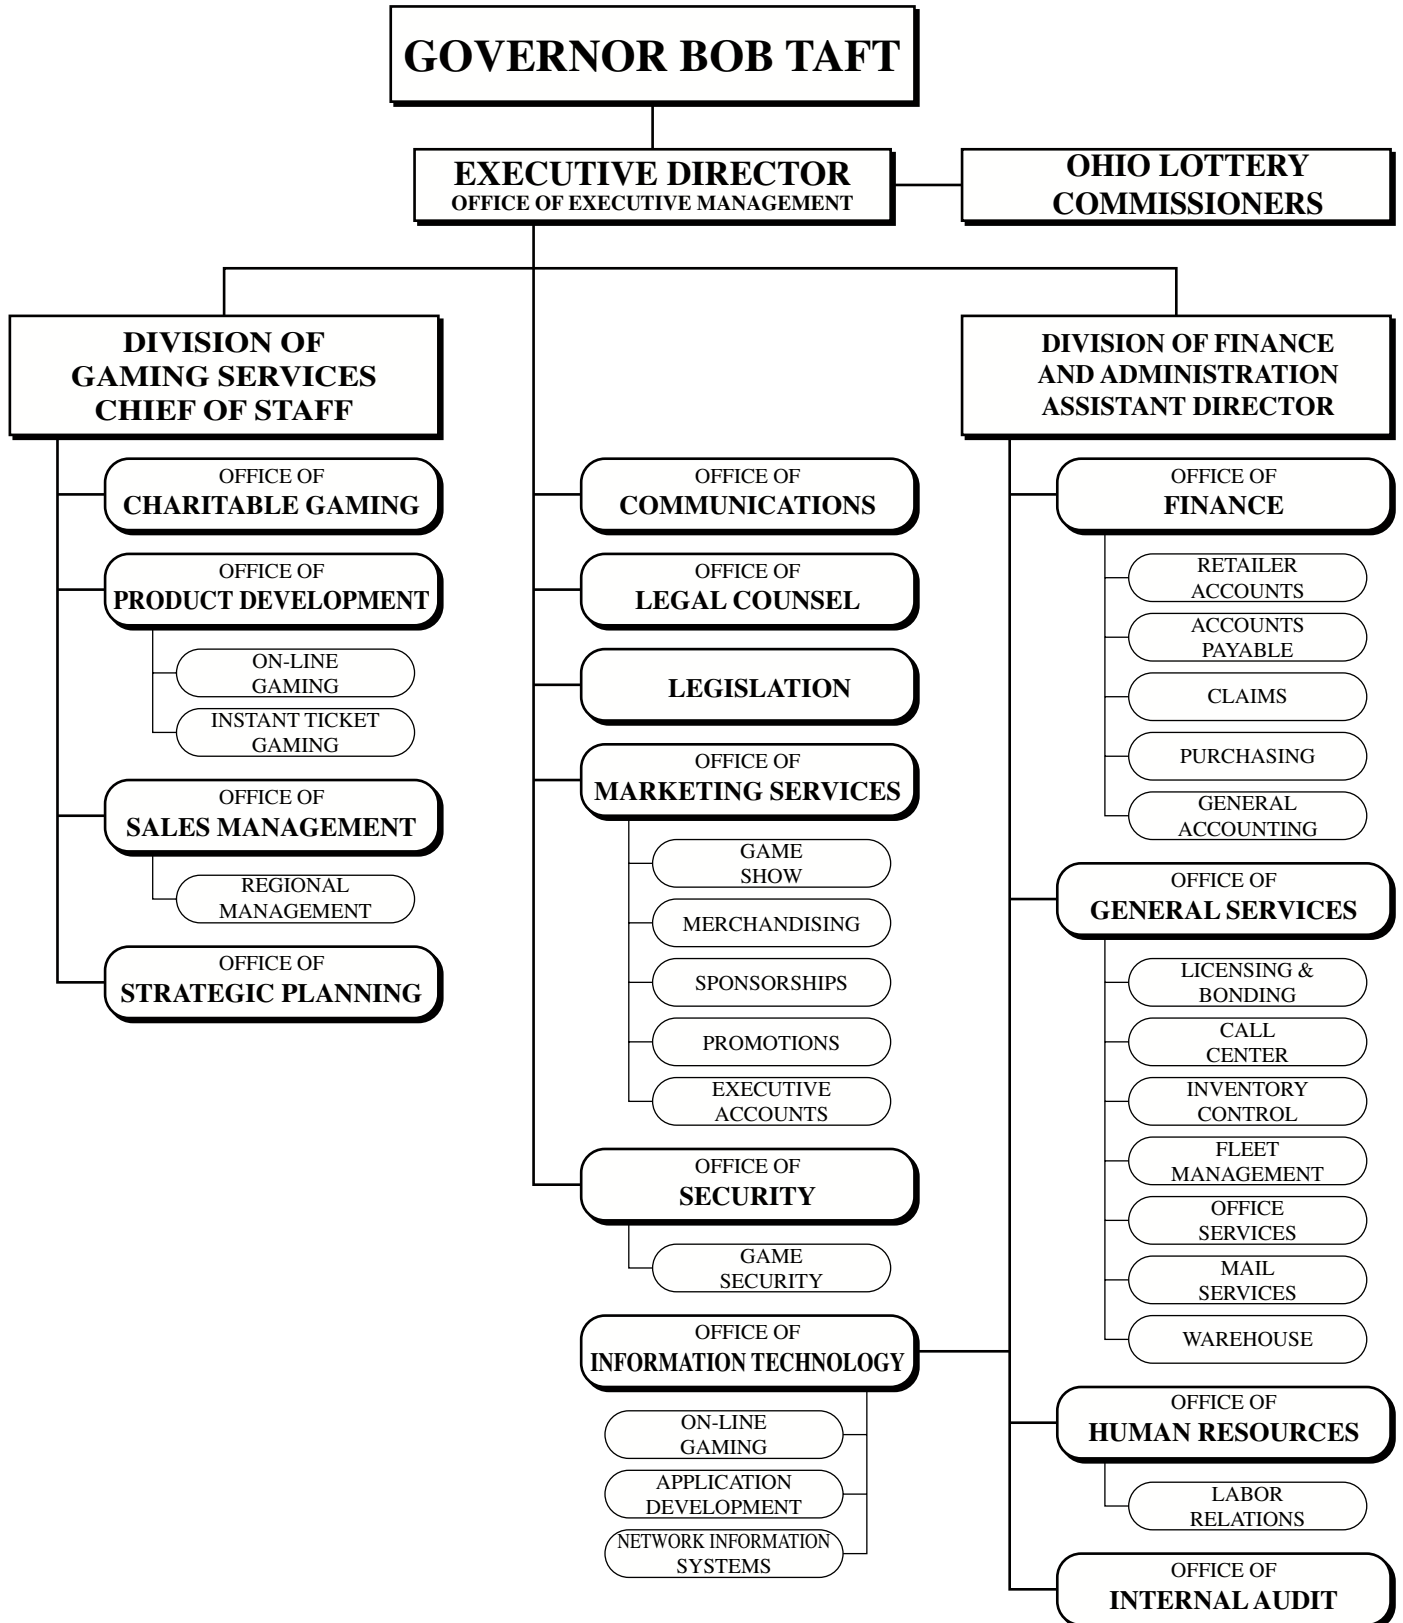 GOVERNOR BOB TAFT
EXECUTIVE DIRECTOR
OFFICE OF EXECUTIVE MANAGEMENT
OHIO LOTTERY
COMMISSIONERS
DIVISION OF
GAMING SERVICES
CHIEF OF STAFF
OFFICE OF
CHARITABLE GAMING
OFFICE OF
PRODUCT DEVELOPMENT
ON-LINE
GAMING
INSTANT TICKET
GAMING
OFFICE OF
SALES MANAGEMENT
REGIONAL
MANAGEMENT
OFFICE OF
STRATEGIC PLANNING
OFFICE OF
COMMUNICATIONS
OFFICE OF
LEGAL COUNSEL
LEGISLATION
OFFICE OF
MARKETING SERVICES
GAME
SHOW
MERCHANDISING
SPONSORSHIPS
PROMOTIONS
EXECUTIVE
ACCOUNTS
OFFICE OF
SECURITY
GAME
SECURITY
OFFICE OF
INFORMATION TECHNOLOGY
ON-LINE
GAMING
APPLICATION
DEVELOPMENT
NETWORK INFORMATION
SYSTEMS
DIVISION OF FINANCE
AND ADMINISTRATION
ASSISTANT DIRECTOR
OFFICE OF
FINANCE
RETAILER
ACCOUNTS
ACCOUNTS
PAYABLE
CLAIMS
PURCHASING
GENERAL
ACCOUNTING
OFFICE OF
GENERAL SERVICES
LICENSING &
BONDING
CALL
CENTER
INVENTORY
CONTROL
FLEET
MANAGEMENT
OFFICE
SERVICES
MAIL
SERVICES
WAREHOUSE
OFFICE OF
HUMAN RESOURCES
LABOR
RELATIONS
OFFICE OF
INTERNAL AUDIT